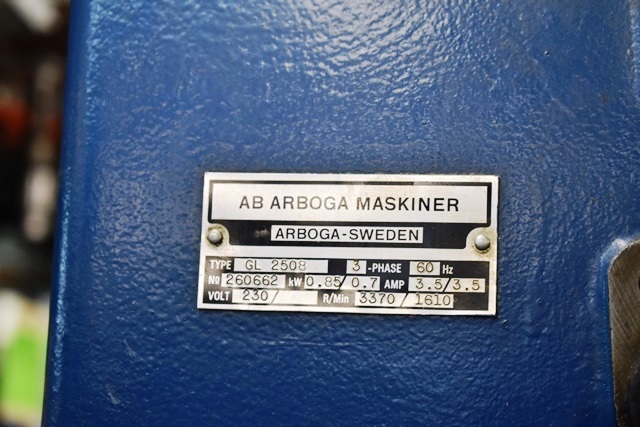 AB ARBOGA MASKINER
ARBOGA-SWEDEN
TYPE GL 2508 3-PHASE 60 Hz
No 260662 kW 0.85/0.7 AMP 3.5/3.5
VOLT 230/ R/Min 3370/1610